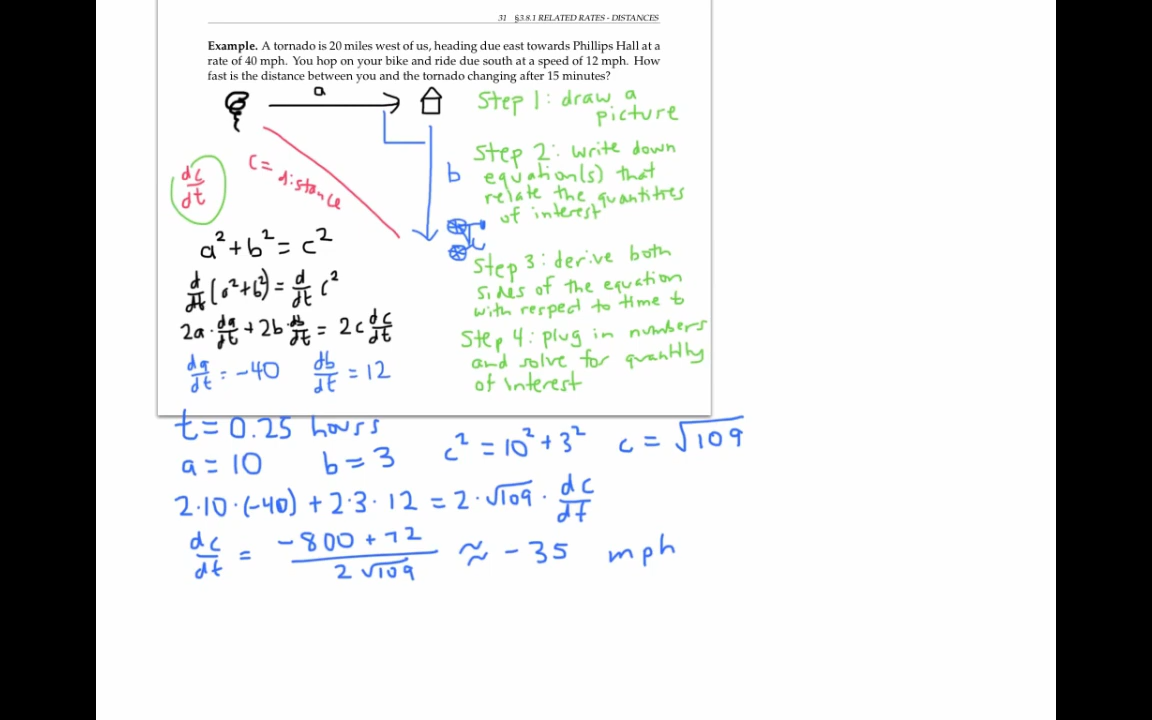 31 §3.8.1 RELATED RATES - DISTANCES
Example. A tornado is 20 miles west of us, heading due east towards Phillips Hall at a
rate of 40 mph. You hop on your bike and ride due south at a speed of 12 mph. How
fast is the distance between you and the tornado changing after 15 minutes?
a
b
c = distance
dc/dt
Step 1: draw a
picture
Step 2: write down
equation(s) that
relate the quantities
of interest
Step 3: derive both
sides of the equation
with respect to time t
Step 4: plug in numbers
and solve for quantity
of interest
a² + b² = c²
d/dt (a² + b²) = d/dt c²
2a · da/dt + 2b · db/dt = 2c dc/dt
da/dt = -40 db/dt = 12
t = 0.25 hours
a = 10 b = 3 c² = 10² + 3² c = √109
2·10·(-40) + 2·3·12 = 2·√109 · dc/dt
dc/dt = (-800 + 72)/(2√109) ≈ -35 mph